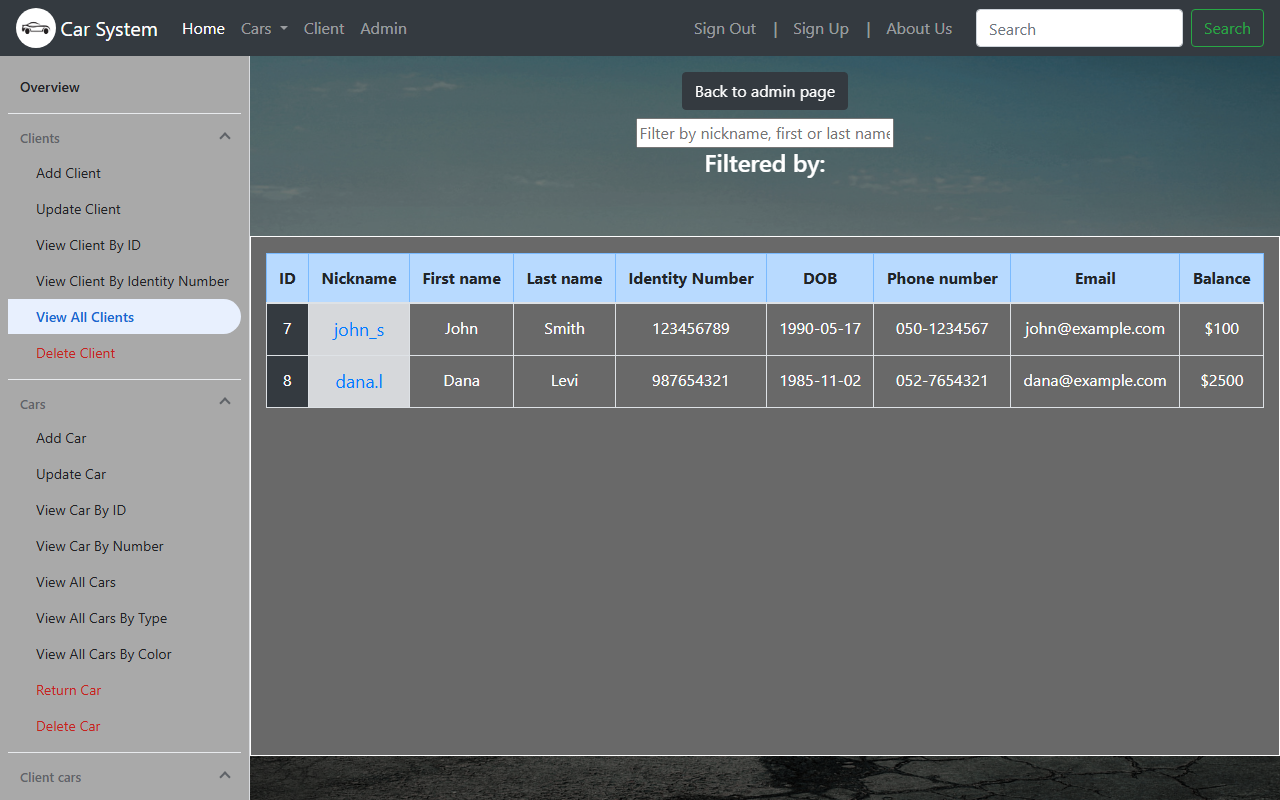 Car System Home Cars Client Admin Sign Out | Sign Up | About Us Search Search
Overview
Clients
Add Client
Update Client
View Client By ID
View Client By Identity Number
View All Clients
Delete Client
Cars
Add Car
Update Car
View Car By ID
View Car By Number
View All Cars
View All Cars By Type
View All Cars By Color
Return Car
Delete Car
Client cars
Back to admin page
Filter by nickname, first or last name
Filtered by:
ID Nickname First name Last name Identity Number DOB Phone number Email Balance
7 john_s John Smith 123456789 1990-05-17 050-1234567 john@example.com $100
8 dana.l Dana Levi 987654321 1985-11-02 052-7654321 dana@example.com $2500